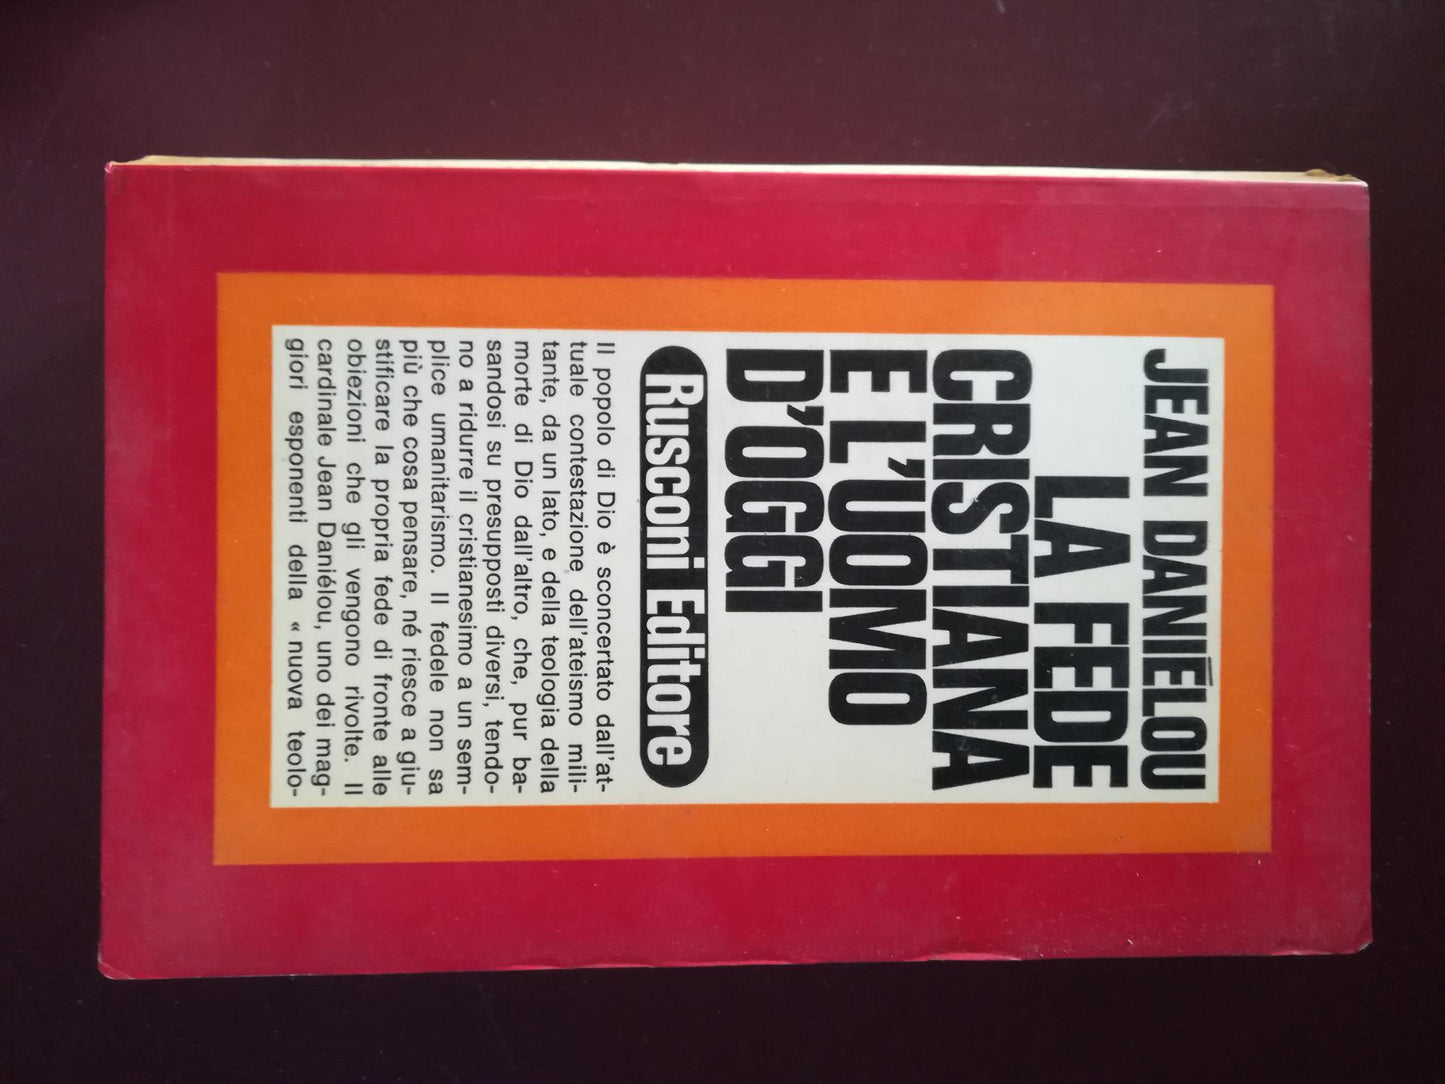 JEAN DANIÉLOU
LA FEDE
CRISTIANA
E L'UOMO
D'OGGI
Rusconi Editore
Il popolo di Dio è sconcertato dall'at-
tuale contestazione dell'ateismo mili-
tante, da un lato, e della teologia della
morte di Dio dall'altro, che, pur ba-
sandosi su presupposti diversi, tendo-
no a ridurre il cristianesimo a un sem-
plice umanitarismo. Il fedele non sa
più che cosa pensare, né riesce a giu-
stificare la propria fede di fronte alle
obiezioni che gli vengono rivolte. Il
cardinale Jean Daniélou, uno dei mag-
giori esponenti della « nuova teolo-